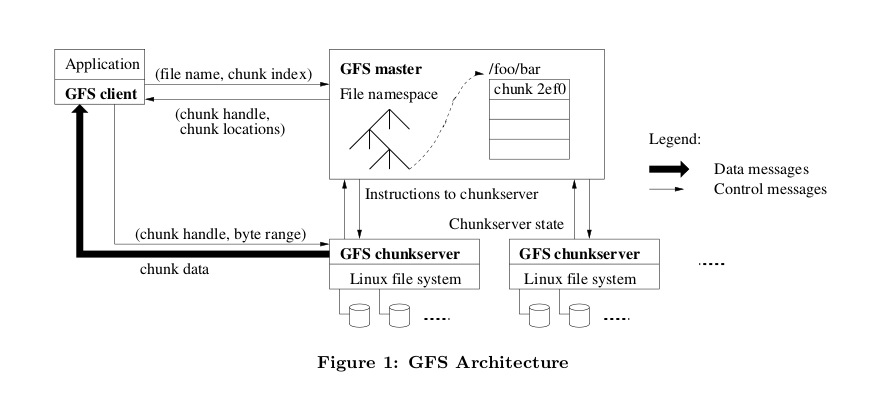 Application
GFS client
(file name, chunk index)
(chunk handle,
chunk locations)
GFS master
File namespace
/foo/bar
chunk 2ef0
Legend:
Data messages
Control messages
Instructions to chunkserver
Chunkserver state
(chunk handle, byte range)
chunk data
GFS chunkserver
Linux file system
GFS chunkserver
Linux file system
Figure 1: GFS Architecture